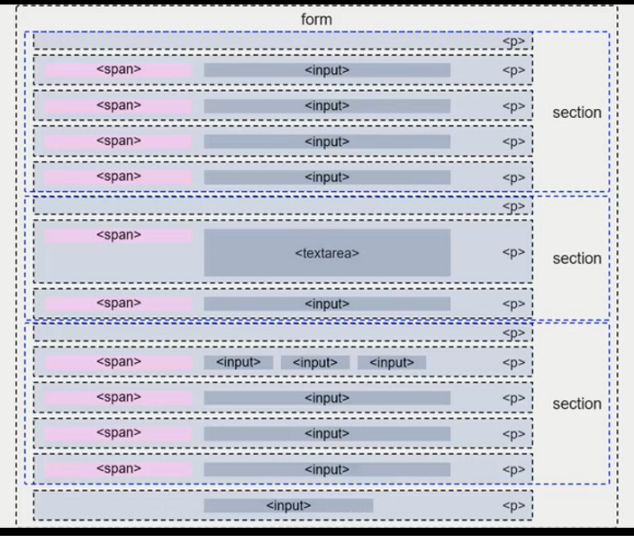 form
<p>
<span> <input> <p>
<span> <input> <p>
section
<span> <input> <p>
<span> <input> <p>
<p>
<span>
<textarea> <p> section
<span> <input> <p>
<p>
<span> <input> <input> <input> <p>
<span> <input> <p>
section
<span> <input> <p>
<span> <input> <p>
<input> <p>